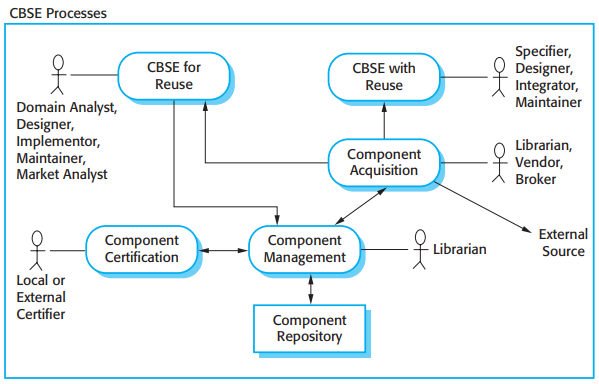 CBSE Processes
CBSE for
Reuse
CBSE with
Reuse
Specifier,
Designer,
Integrator,
Maintainer
Domain Analyst,
Designer,
Implementor,
Maintainer,
Market Analyst
Component
Acquisition
Librarian,
Vendor,
Broker
Component
Certification
Component
Management
Librarian
External
Source
Local or
External
Certifier
Component
Repository